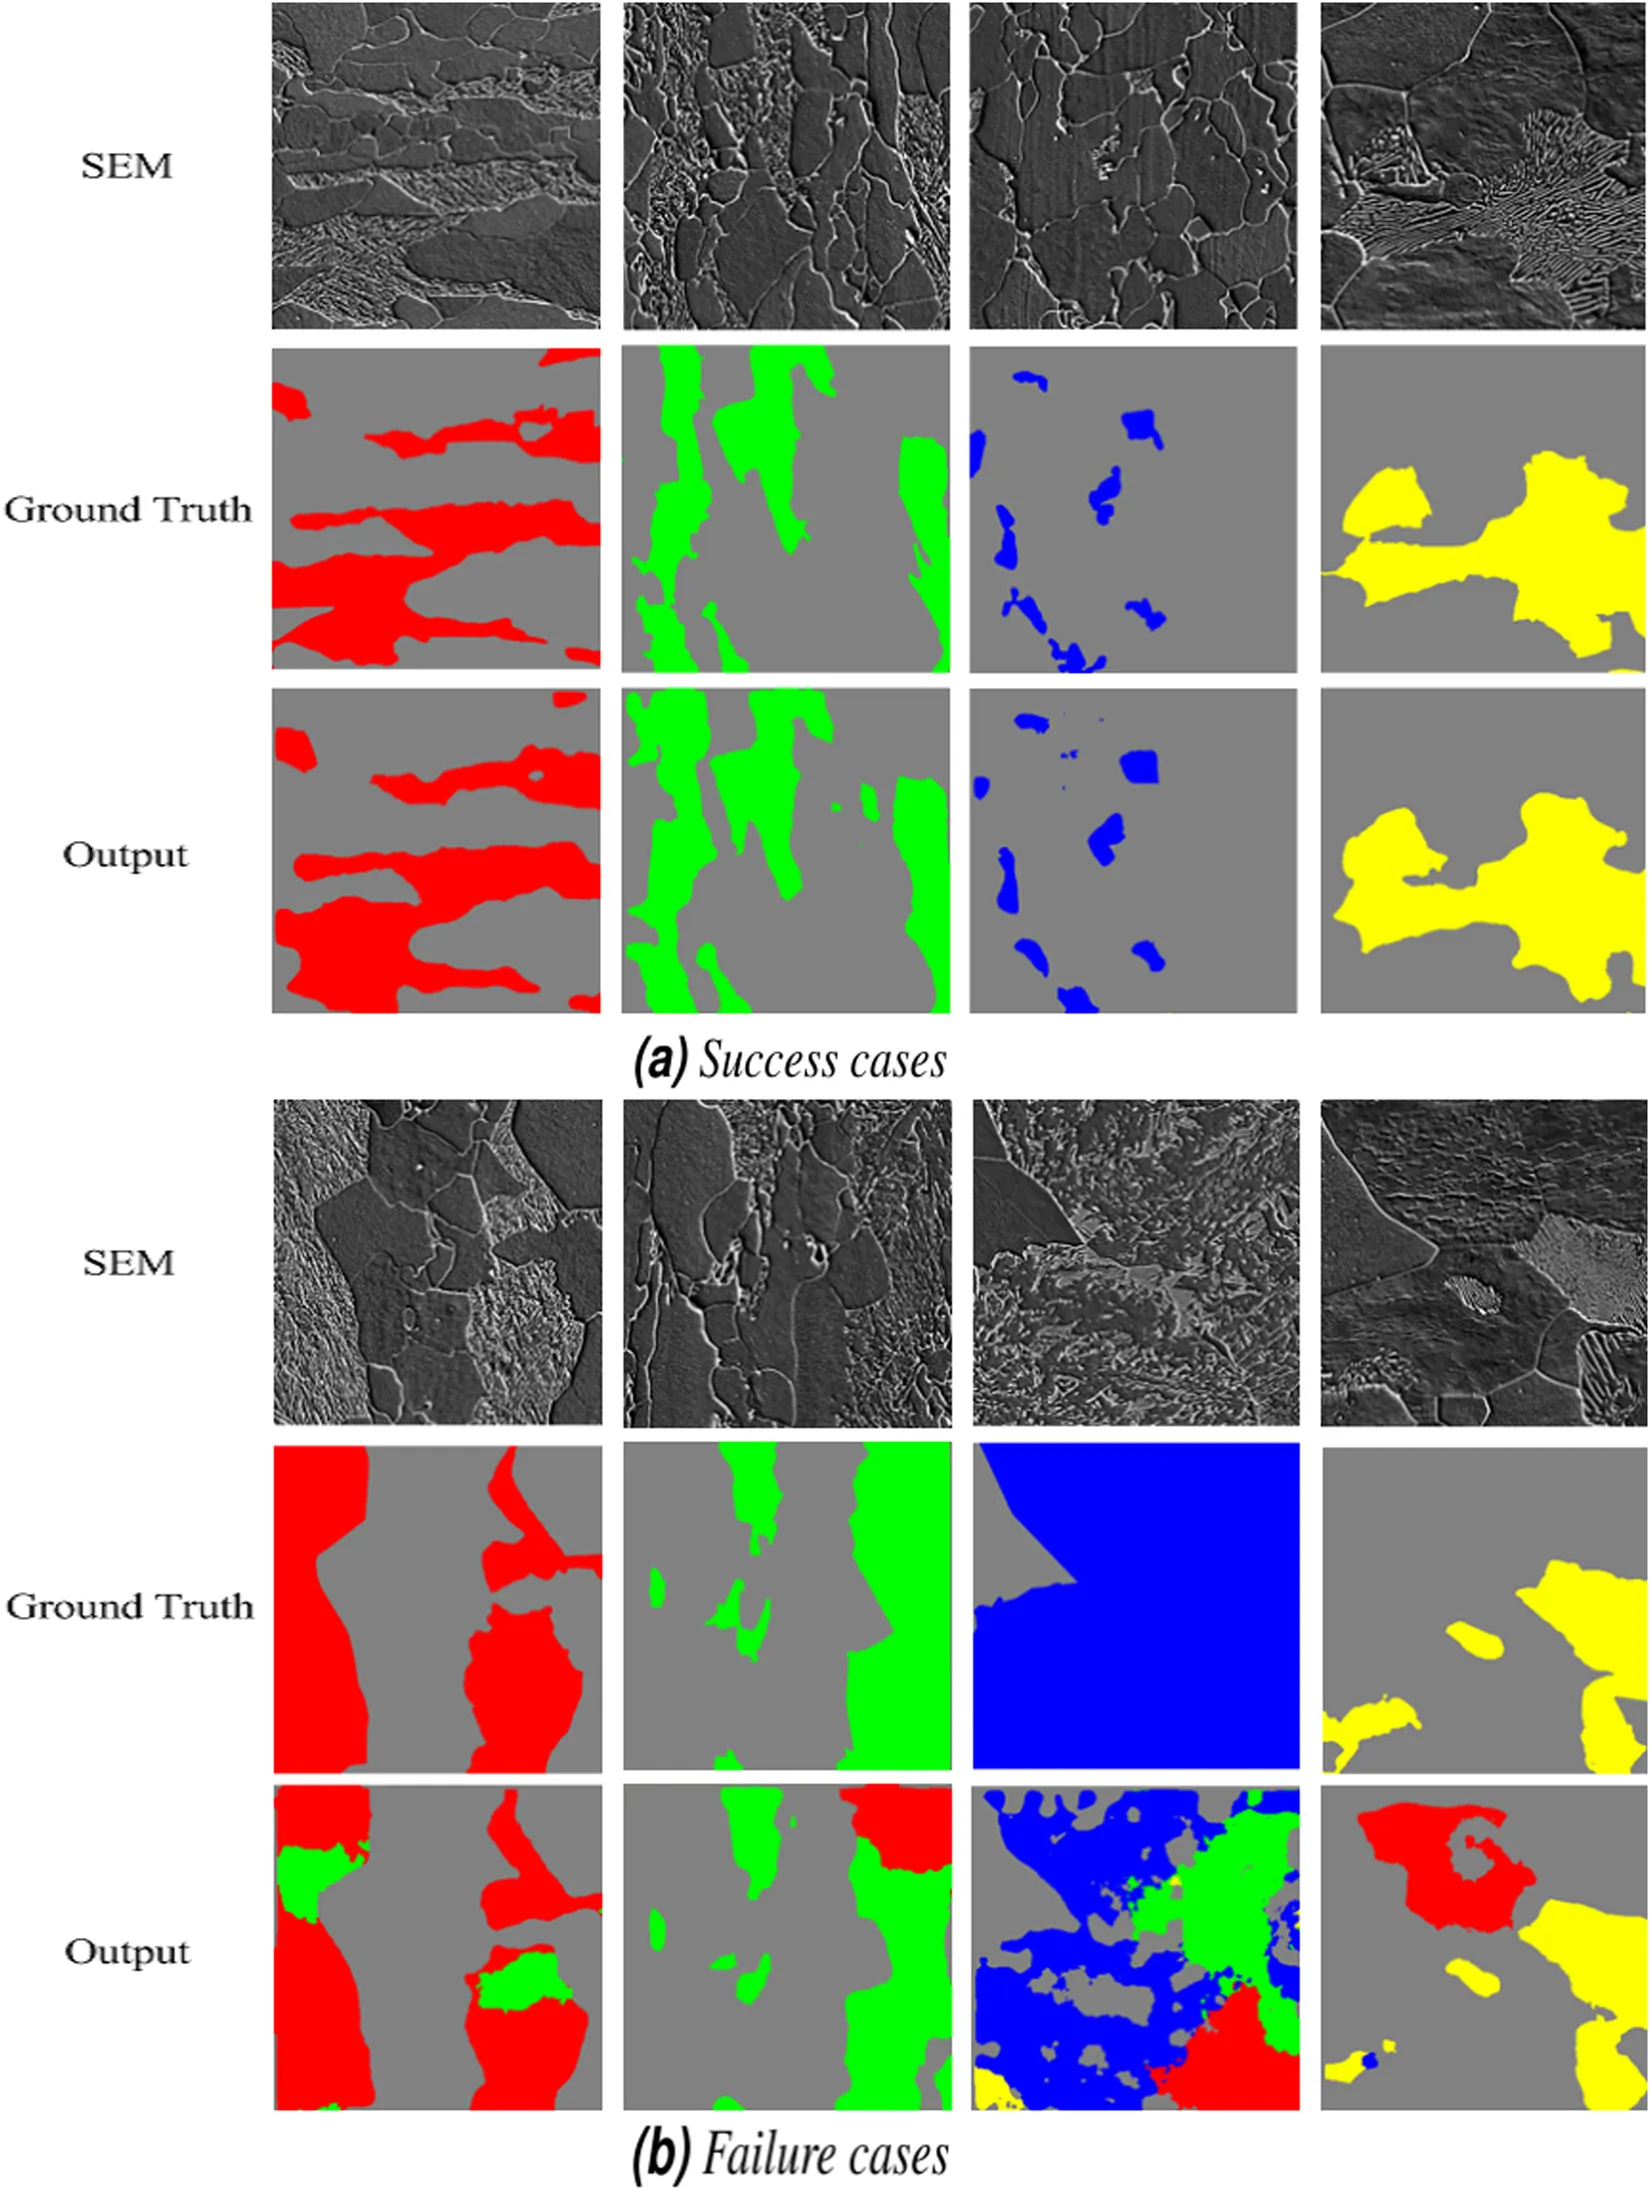 SEM
Ground Truth
Output
(a) Success cases
SEM
Ground Truth
Output
(b) Failure cases